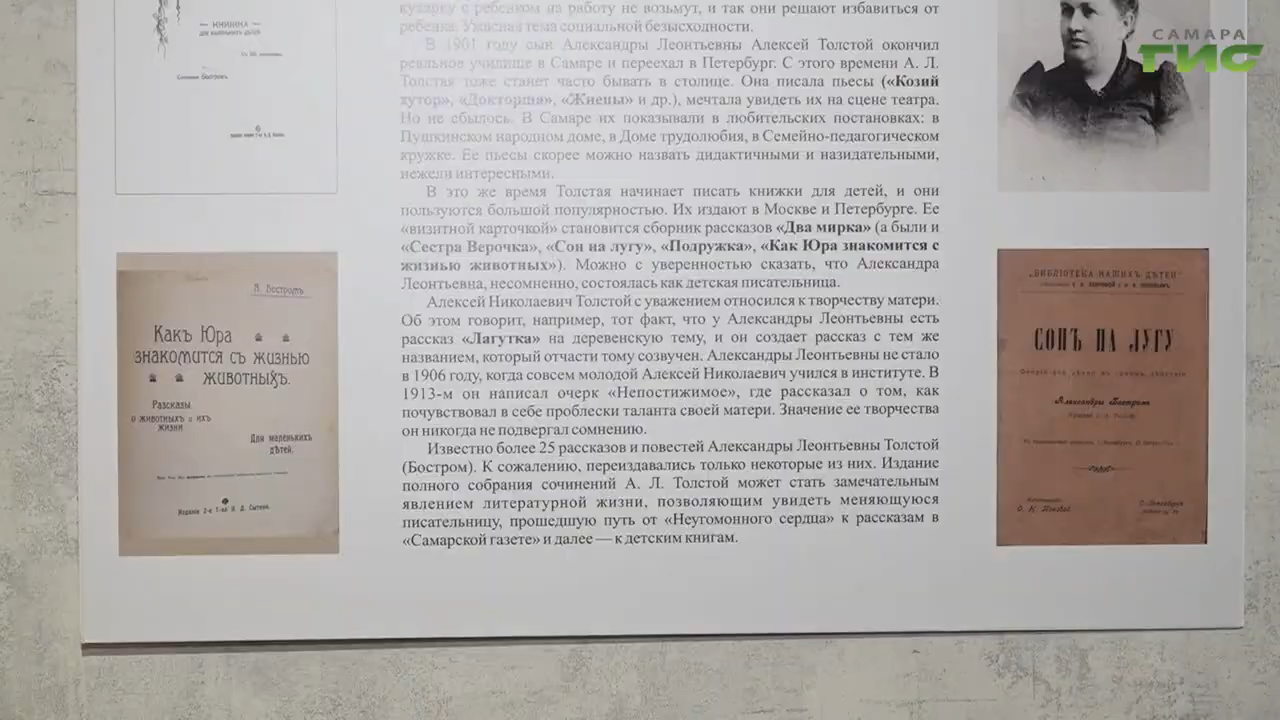 КНИЖКА
ДЛЯ МАЛЕНЬКИХЪ ДѢТЕЙ
кухарку с ребенком на работу не возьмут, и так они решают избавиться от
ребенка. Ужасная тема социальной безысходности.
В 1901 году сын Александры Леонтьевны Алексей Толстой окончил
реальное училище в Самаре и переехал в Петербург. С этого времени А. Л.
Толстая тоже станет часто бывать в столице. Она писала пьесы («Козий
хутор», «Докторша», «Жнецы» и др.), мечтала увидеть их на сцене театра.
Но не сбылось. В Самаре их показывали в любительских постановках: в
Пушкинском народном доме, в Доме трудолюбия, в Семейно-педагогическом
кружке. Ее пьесы скорее можно назвать дидактичными и назидательными,
нежели интересными.
В это же время Толстая начинает писать книжки для детей, и они
пользуются большой популярностью. Их издают в Москве и Петербурге. Ее
«визитной карточкой» становится сборник рассказов «Два мирка» (а были и
«Сестра Верочка», «Сон на лугу», «Подружка», «Как Юра знакомится с
жизнью животных»). Можно с уверенностью сказать, что Александра
Леонтьевна, несомненно, состоялась как детская писательница.
Алексей Николаевич Толстой с уважением относился к творчеству матери.
Об этом говорит, например, тот факт, что у Александры Леонтьевны есть
рассказ «Лагутка» на деревенскую тему, и он создает рассказ с тем же
названием, который отчасти тому созвучен. Александры Леонтьевны не стало
в 1906 году, когда совсем молодой Алексей Николаевич учился в институте. В
1913-м он написал очерк «Непостижимое», где рассказал о том, как
почувствовал в себе проблески таланта своей матери. Значение ее творчества
он никогда не подвергал сомнению.
Известно более 25 рассказов и повестей Александры Леонтьевны Толстой
(Бостром). К сожалению, переиздавались только некоторые из них. Издание
полного собрания сочинений А. Л. Толстой может стать замечательным
явлением литературной жизни, позволяющим увидеть меняющуюся
писательницу, прошедшую путь от «Неугомонного сердца» к рассказам в
«Самарской газете» и далее — к детским книгам.
САМАРА
ГИС
Бостромъ
Какъ Юра
знакомится съ жизнью
животныхъ.
Разсказы
о животныхъ и ихъ
жизни
Для маленькихъ
дѣтей.
Изданіе 2-е Т-ва И. Д. Сытина.
„БИБЛІОТЕКА НАШИХЪ ДѢТЕЙ"
СОНЪ НА ЛУГУ
Александры Бостромъ